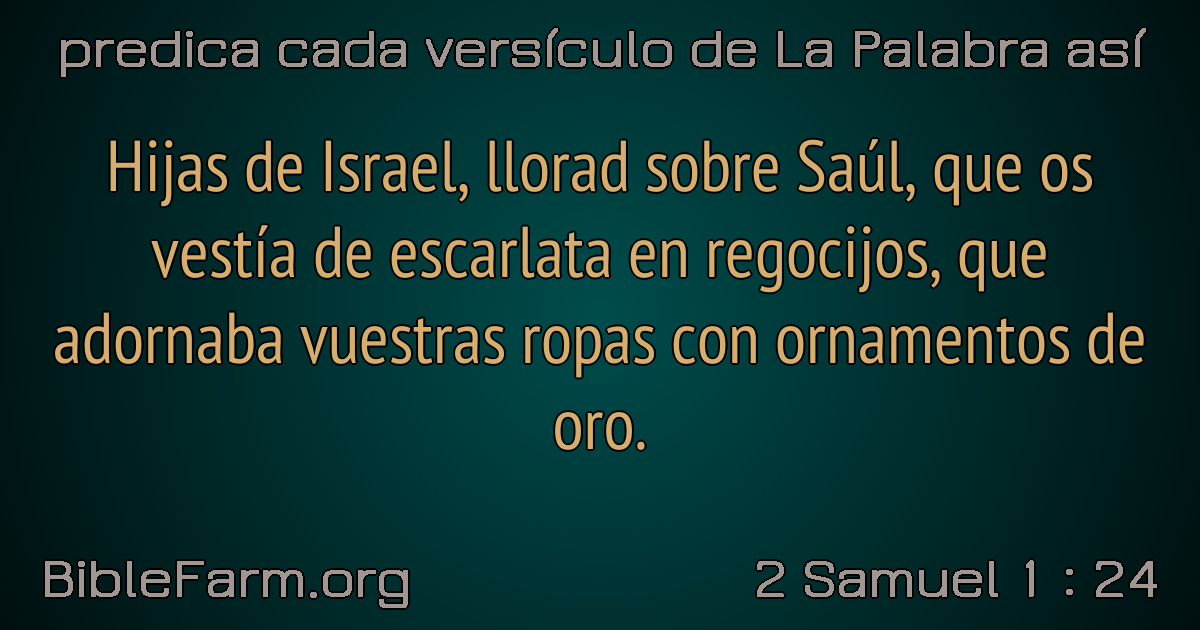 predica cada versículo de La Palabra así
Hijas de Israel, llorad sobre Saúl, que os
vestía de escarlata en regocijos, que
adornaba vuestras ropas con ornamentos de
oro.
BibleFarm.org
2 Samuel 1 : 24